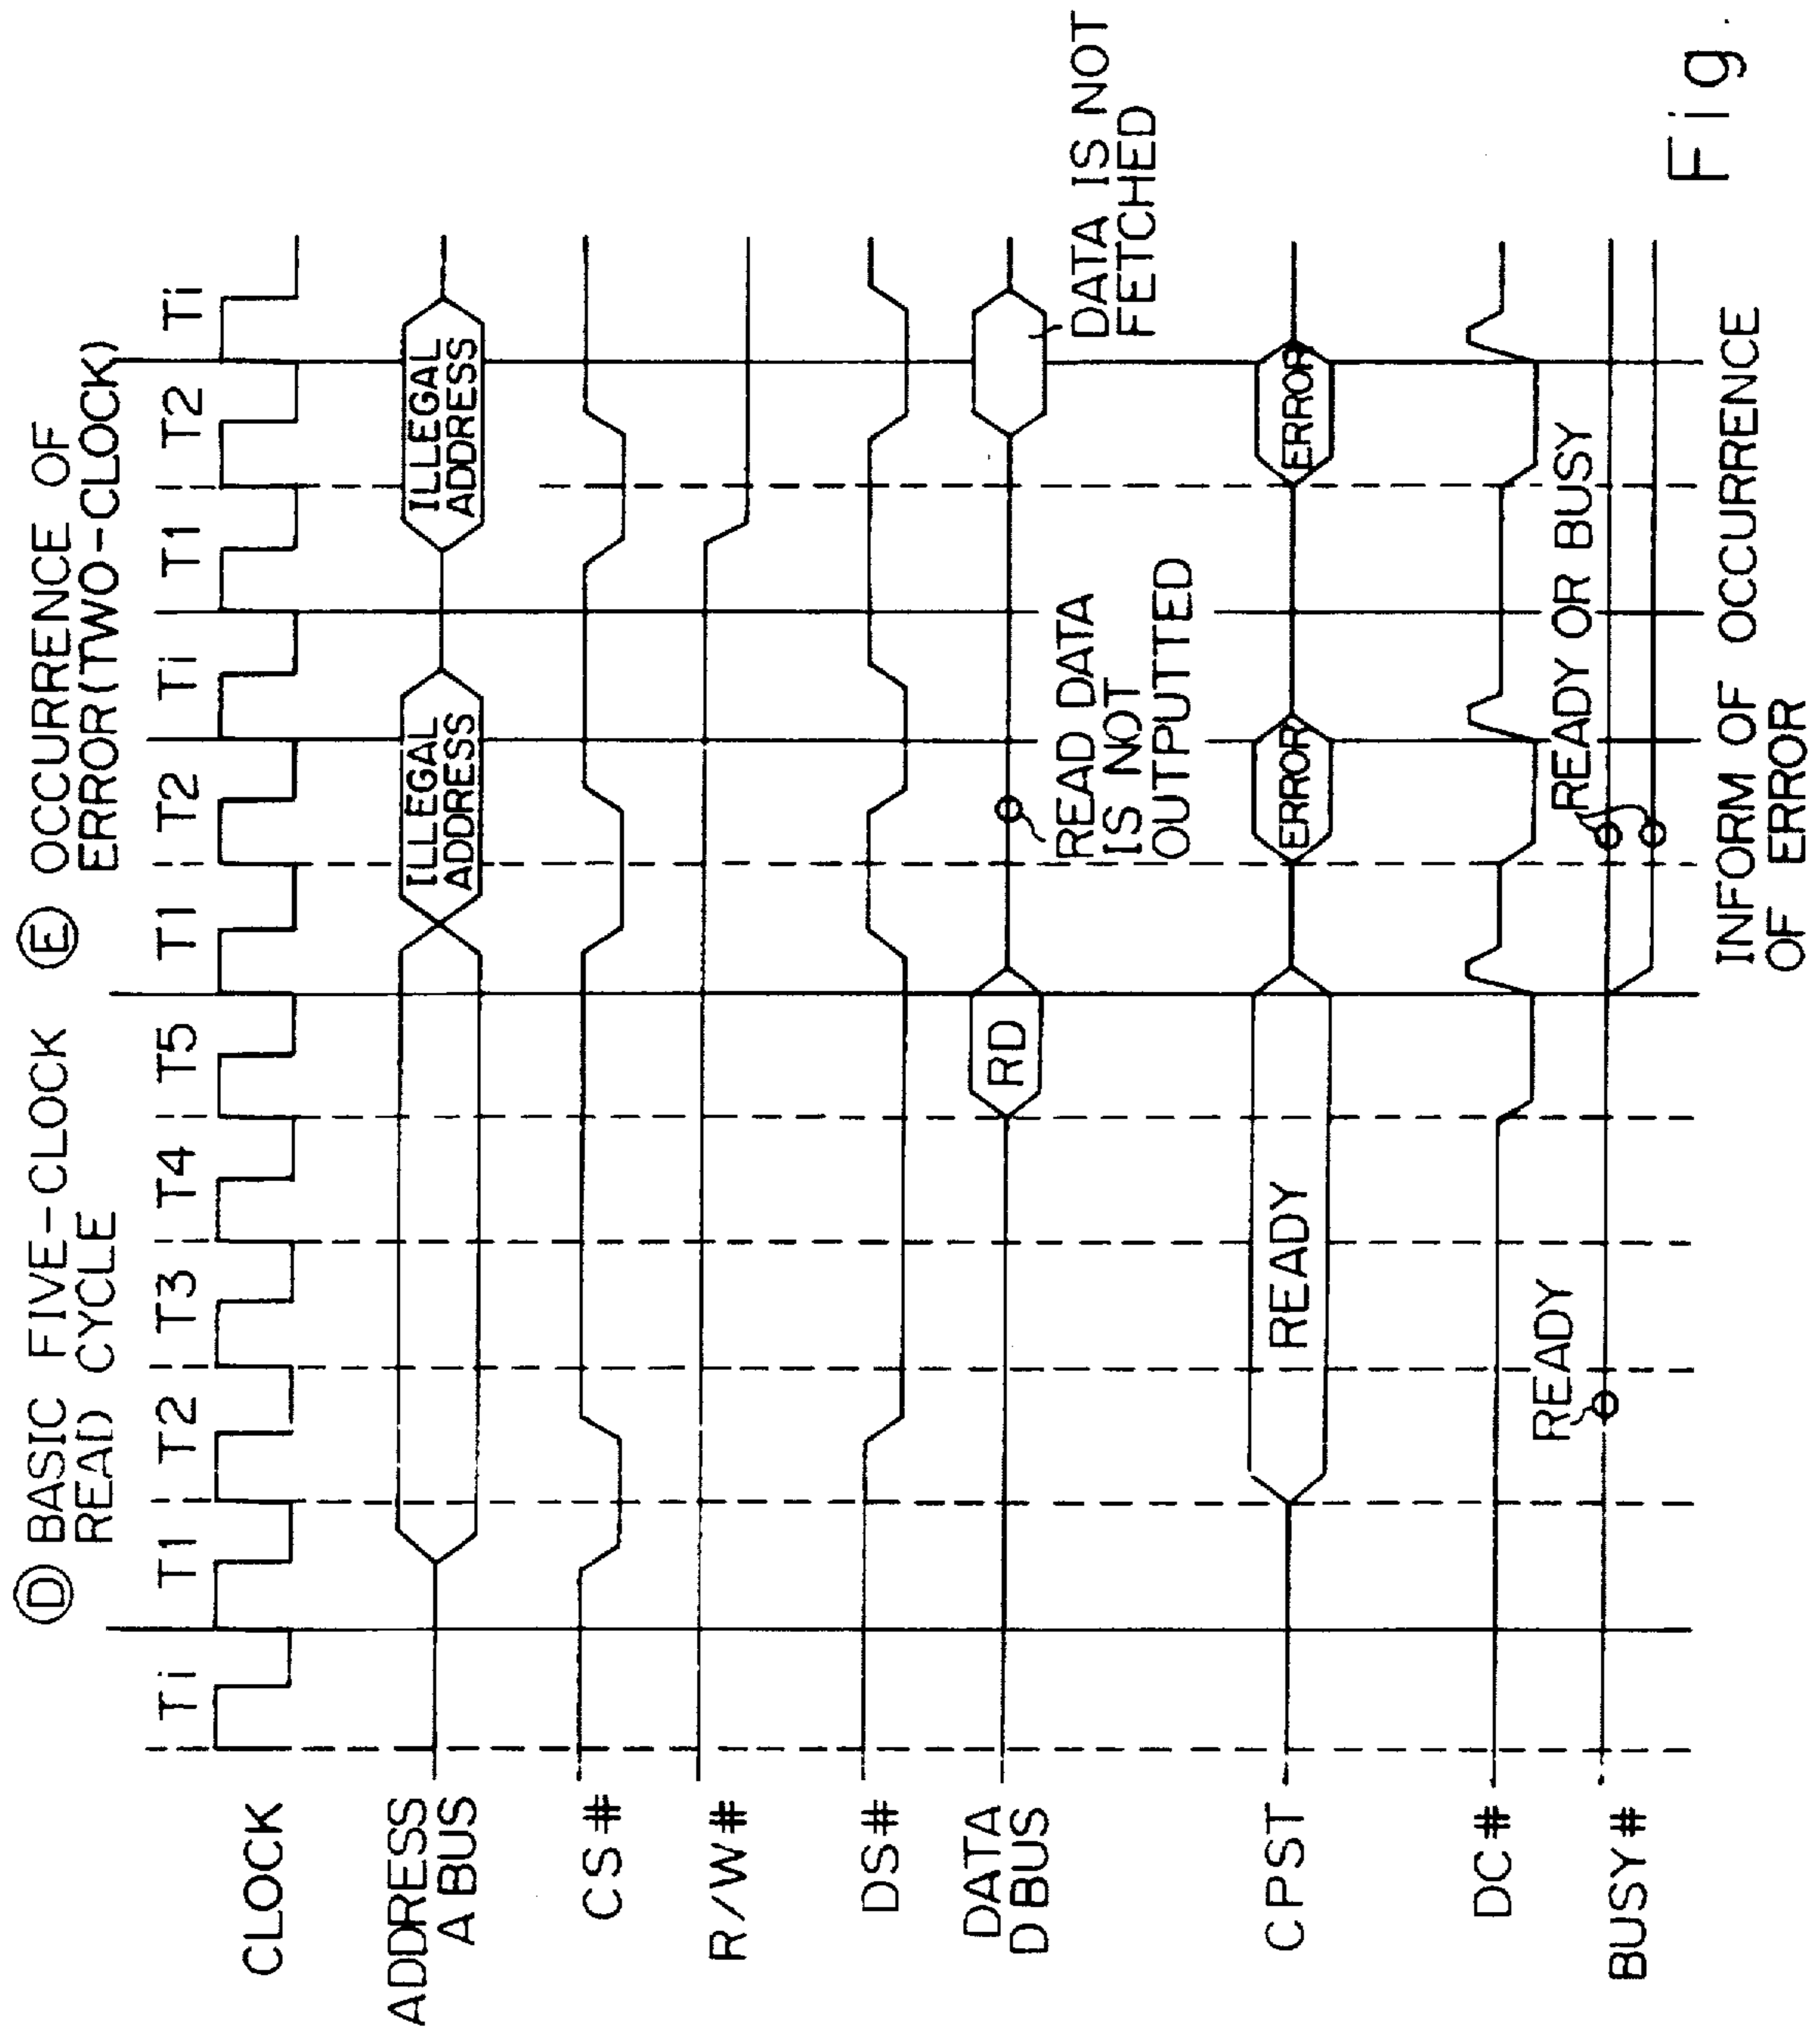 Ⓓ BASIC FIVE-CLOCK
READ CYCLE
Ⓔ OCCURRENCE OF
ERROR(TWO-CLOCK)
Ti T1 T2 T3 T4 T5 T1 T2 Ti T1 T2 Ti
CLOCK
ADDRESS
A BUS
ILLEGAL
ADDRESS
ILLEGAL
ADDRESS
CS#
R/W#
DS#
DATA
D BUS
RD
READ DATA
IS NOT
OUTPUTTED
DATA IS NOT
FETCHED
CPST
READY
ERROR
ERROR
DC#
READY
READY OR BUSY
BUSY#
INFORM OF OCCURRENCE
OF ERROR
Fig.